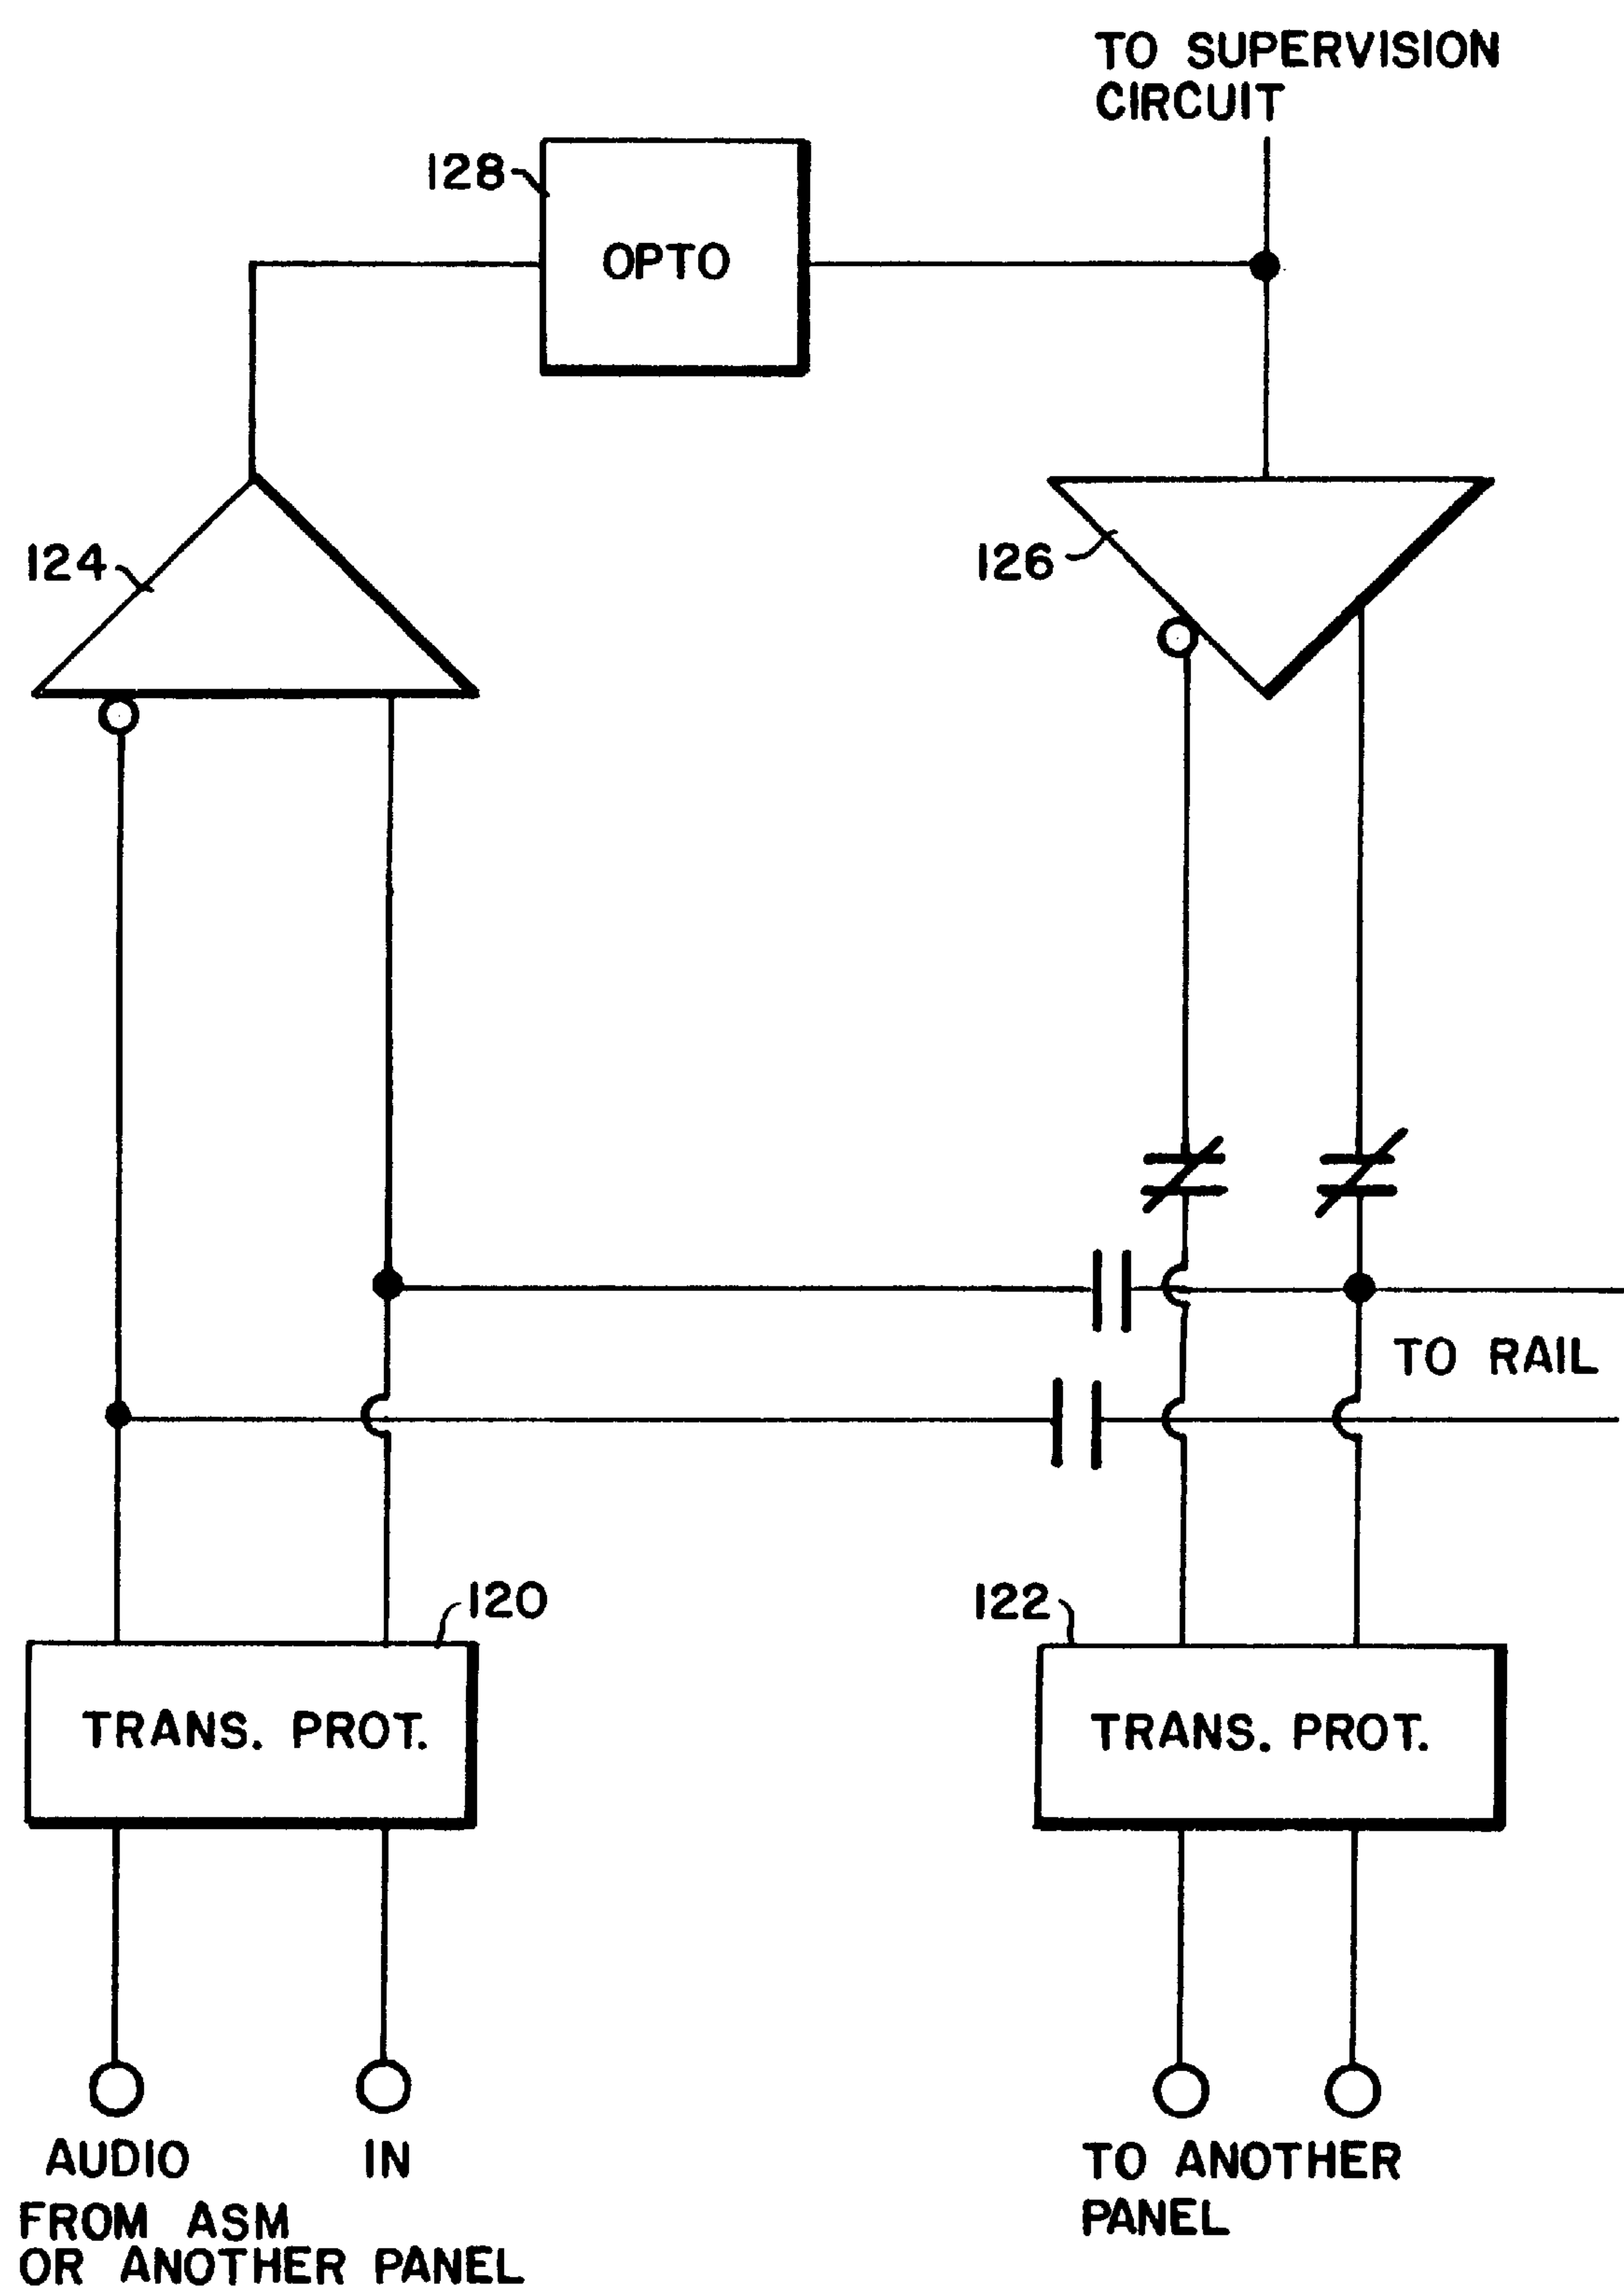 TO SUPERVISION
CIRCUIT
128
OPTO
124
126
TO RAIL
120
122
TRANS. PROT.
TRANS. PROT.
AUDIO IN
FROM ASM
OR ANOTHER PANEL
TO ANOTHER
PANEL